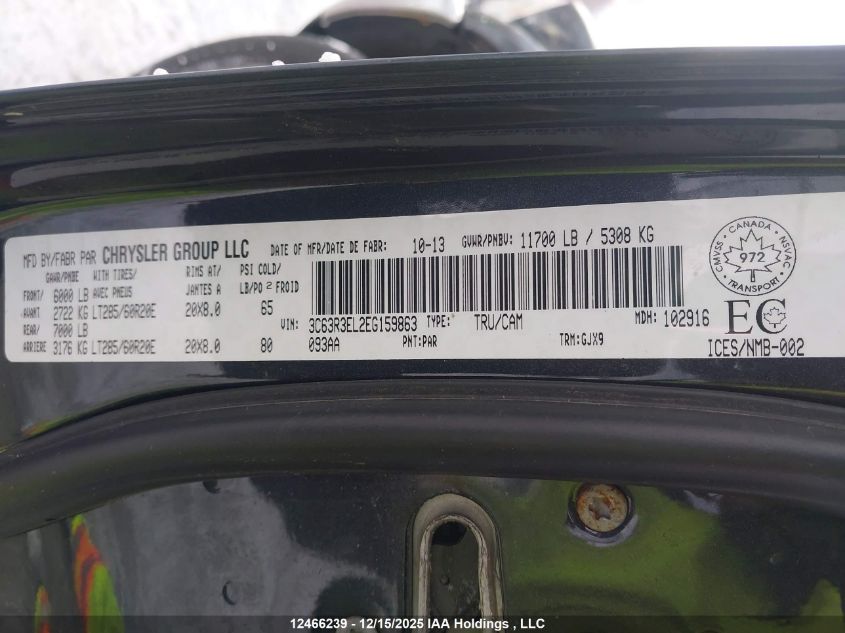 MFD BY/FABR PAR CHRYSLER GROUP LLC DATE OF MFR/DATE DE FABR: 10-13 GVWR/PNBV: 11700 LB / 5308 KG
GAWR/PNBE WITH TIRES/ RIMS AT/ PSI COLD/
FRONT/ 6000 LB AVEC PNEUS JANTES A LB/PO2 FROID
AVANT 2722 KG LT285/60R20E 20X8.0 65
REAR/ 7000 LB
ARRIERE 3176 KG LT285/60R20E 20X8.0 80
VIN: 3C63R3EL2EG159863 TYPE: TRU/CAM MDH: 102916
093AA PNT:PAR TRM:GJX9
CANADA
CMVSS 972 NSVAC
TRANSPORT
EC
ICES/NMB-002
12466239 - 12/15/2025 IAA Holdings , LLC